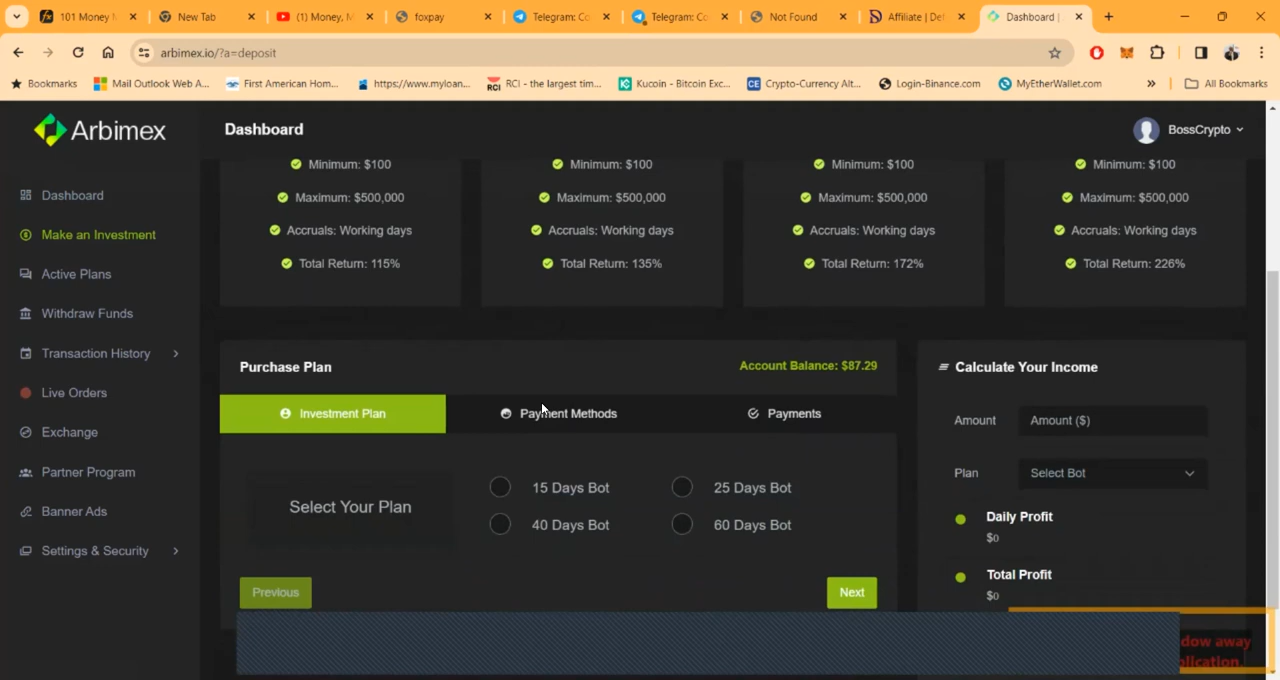 101 Money M
New Tab
(1) Money, M
foxpay
Telegram: Co
Telegram: Co
Not Found
Affiliate | Def
Dashboard |
arbimex.io/?a=deposit
Bookmarks
Mail Outlook Web A...
First American Hom...
https://www.myloan...
RCI - the largest tim...
Kucoin - Bitcoin Exc...
Crypto-Currency Alt...
Login-Binance.com
MyEtherWallet.com
»
All Bookmarks
Arbimex
Dashboard
BossCrypto
Minimum: $100
Minimum: $100
Minimum: $100
Minimum: $100
Maximum: $500,000
Maximum: $500,000
Maximum: $500,000
Maximum: $500,000
Accruals: Working days
Accruals: Working days
Accruals: Working days
Accruals: Working days
Total Return: 115%
Total Return: 135%
Total Return: 172%
Total Return: 226%
Dashboard
Make an Investment
Active Plans
Withdraw Funds
Transaction History
Live Orders
Exchange
Partner Program
Banner Ads
Settings & Security
Purchase Plan
Account Balance: $87.29
Investment Plan
Payment Methods
Payments
Select Your Plan
15 Days Bot
25 Days Bot
40 Days Bot
60 Days Bot
Previous
Next
Calculate Your Income
Amount
Amount ($)
Plan
Select Bot
Daily Profit
$0
Total Profit
$0
dow away